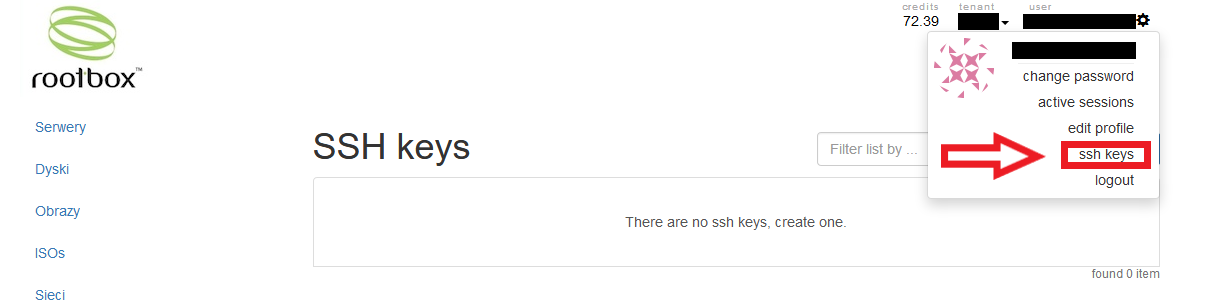 credits tenant user
72.39
rootbox™
change password
active sessions
edit profile
ssh keys
logout
Serwery
Dyski
Obrazy
ISOs
Sieci
SSH keys
Filter list by ...
There are no ssh keys, create one.
found 0 item